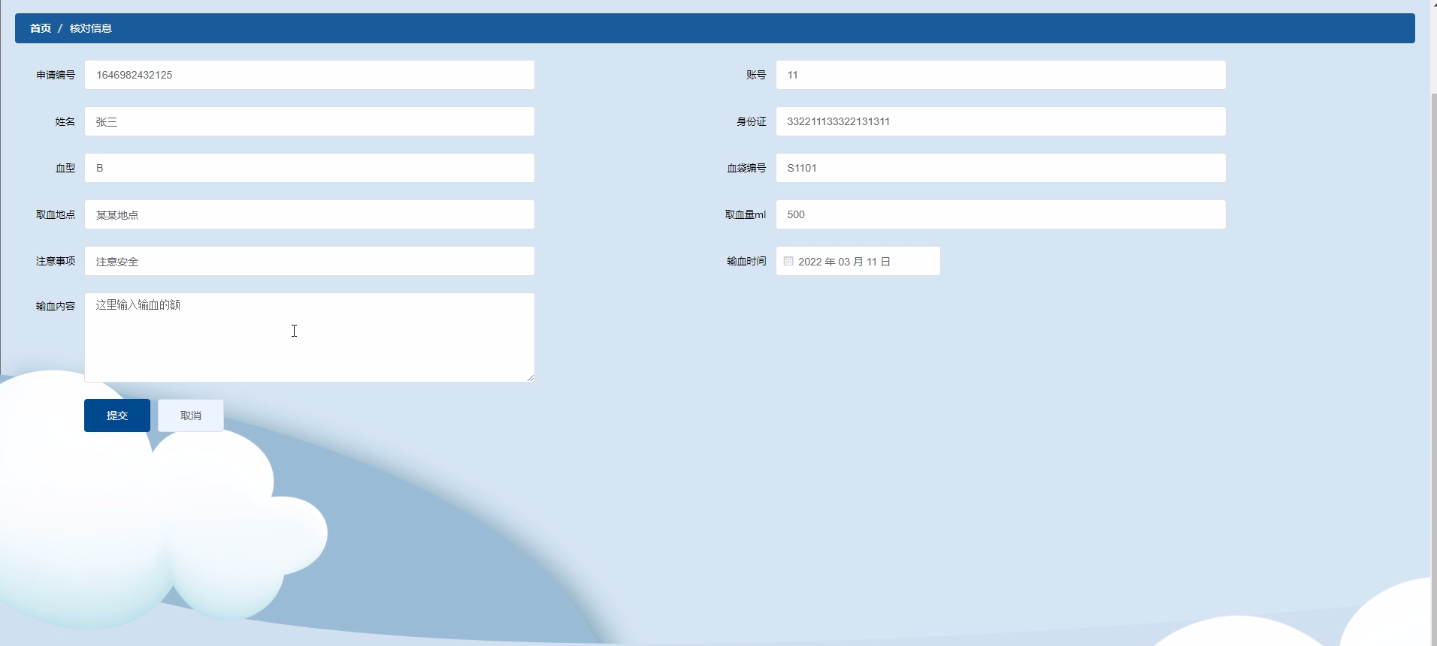 首页 / 核对信息
申请编号 1646982432125 账号 11
姓名 张三 身份证 332211133322131311
血型 B 血袋编号 S1101
取血地点 某某地点 取血量ml 500
注意事项 注意安全 输血时间 2022 年 03 月 11 日
输血内容 这里输入输血的额
提交 取消